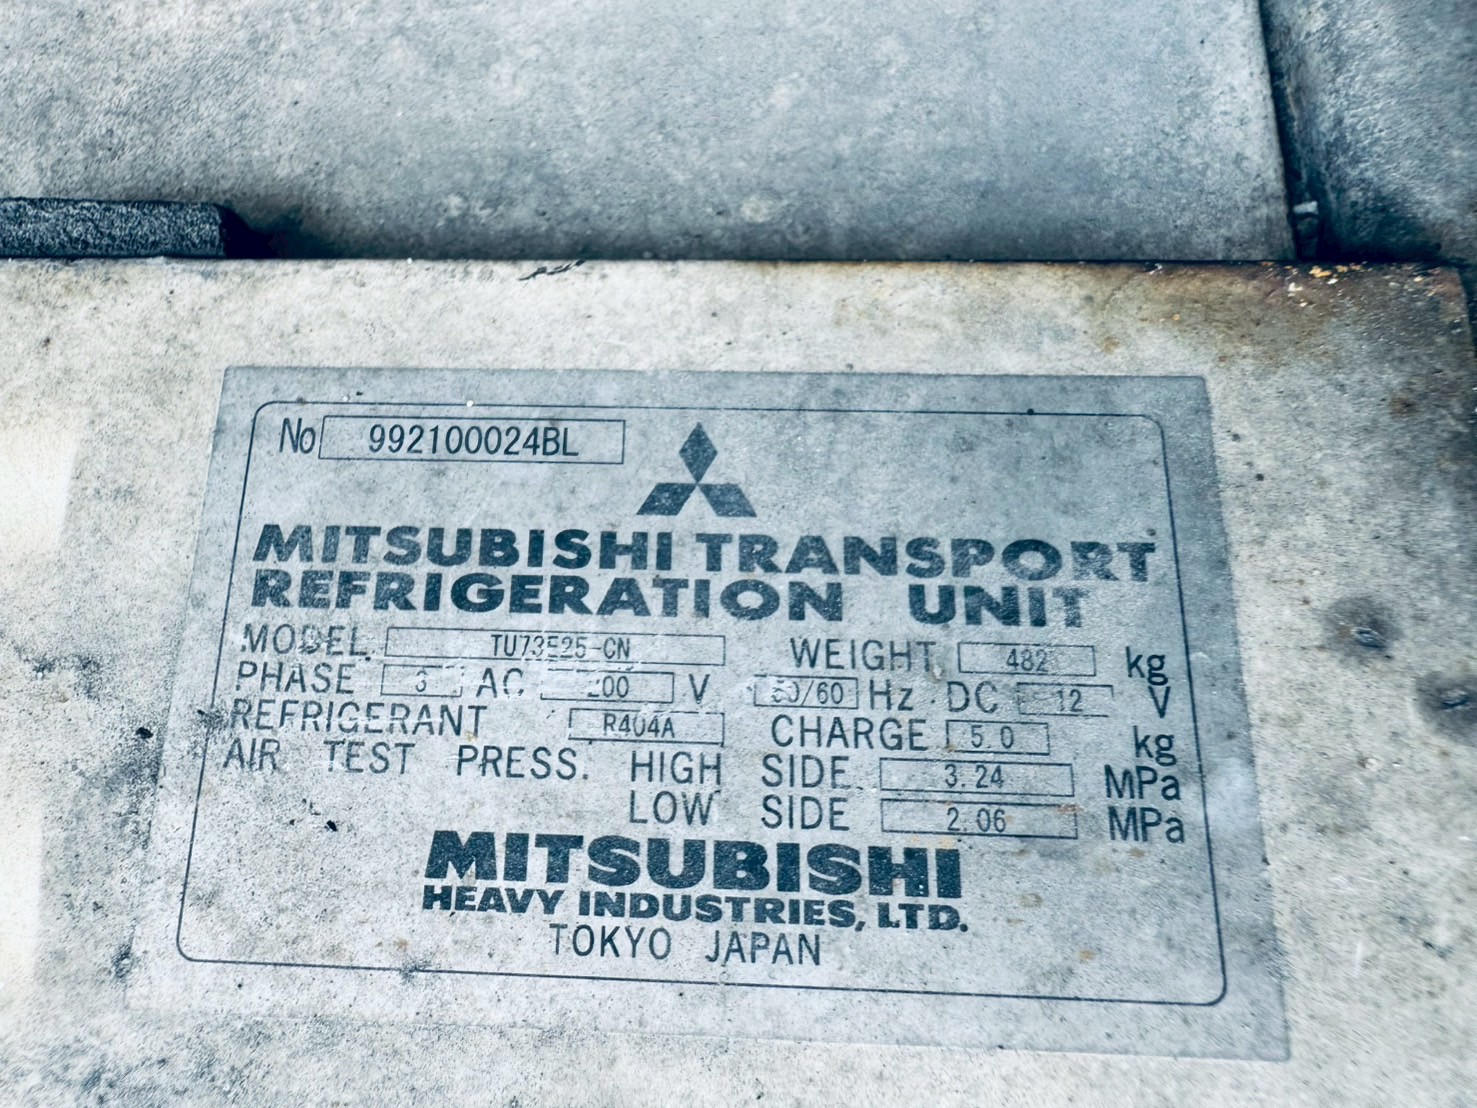 No 992100024BL
MITSUBISHI TRANSPORT
REFRIGERATION UNIT
MODEL TU73E25-CN WEIGHT 482 kg
PHASE 3 AC 200 V 50/60 Hz DC 12 V
REFRIGERANT R404A CHARGE 5.0 kg
AIR TEST PRESS. HIGH SIDE 3.24 MPa
LOW SIDE 2.06 MPa
MITSUBISHI
HEAVY INDUSTRIES, LTD.
TOKYO JAPAN